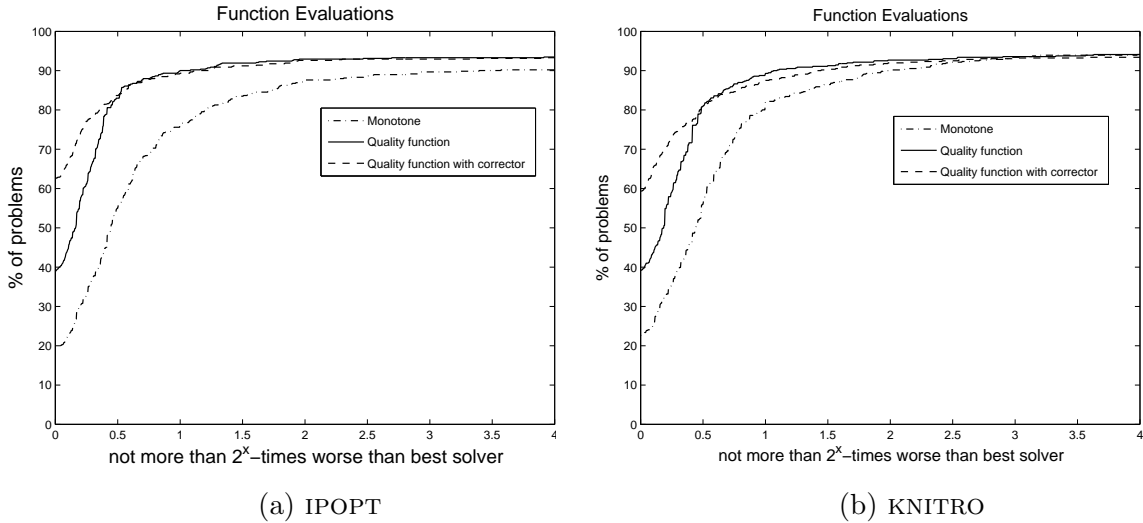 Function Evaluations
100
90
80
70
60
50
40
30
20
10
0
% of problems
Monotone
Quality function
Quality function with corrector
0 0.5 1 1.5 2 2.5 3 3.5 4
not more than 2^x−times worse than best solver
(a) IPOPT
Function Evaluations
100
90
80
70
60
50
40
30
20
10
0
% of problems
Monotone
Quality function
Quality function with corrector
0 0.5 1 1.5 2 2.5 3 3.5 4
not more than 2^x−times worse than best solver
(b) KNITRO